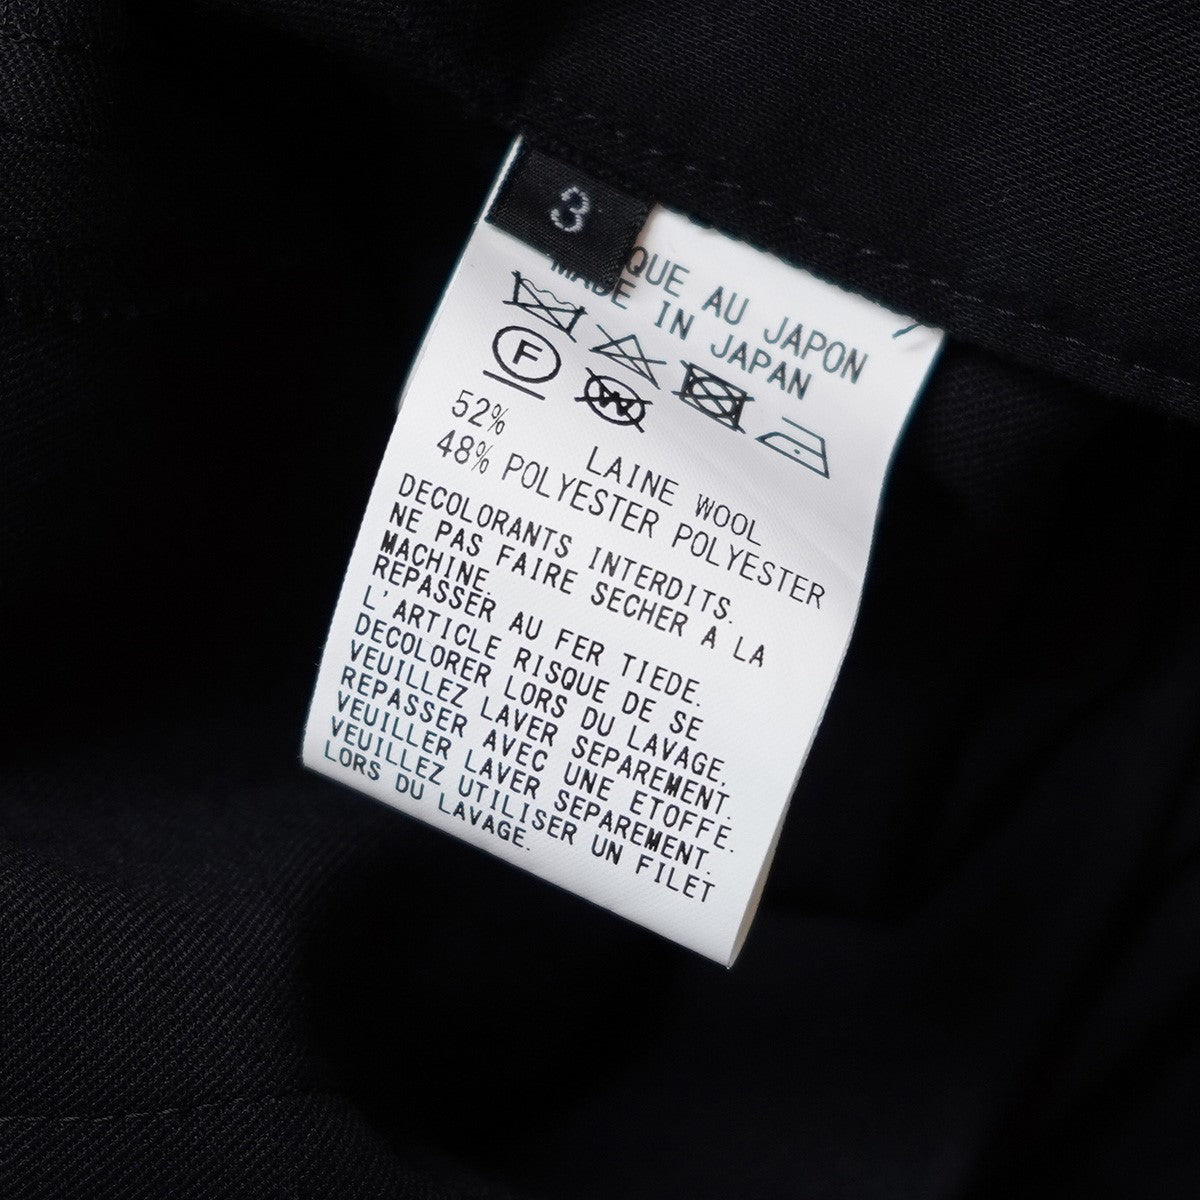 3
QUE AU JAPON
MADE IN JAPAN
F
W
52% LAINE WOOL
48% POLYESTER POLYESTER
DECOLORANTS INTERDITS.
NE PAS FAIRE SECHER A LA
MACHINE.
REPASSER AU FER TIEDE.
L'ARTICLE RISQUE DE SE
DECOLORER LORS DU LAVAGE.
VEUILLEZ LAVER SEPAREMENT.
REPASSER AVEC UNE ETOFFE.
VEUILLER LAVER SEPAREMENT.
VEUILLEZ UTILISER UN FILET
LORS DU LAVAGE.